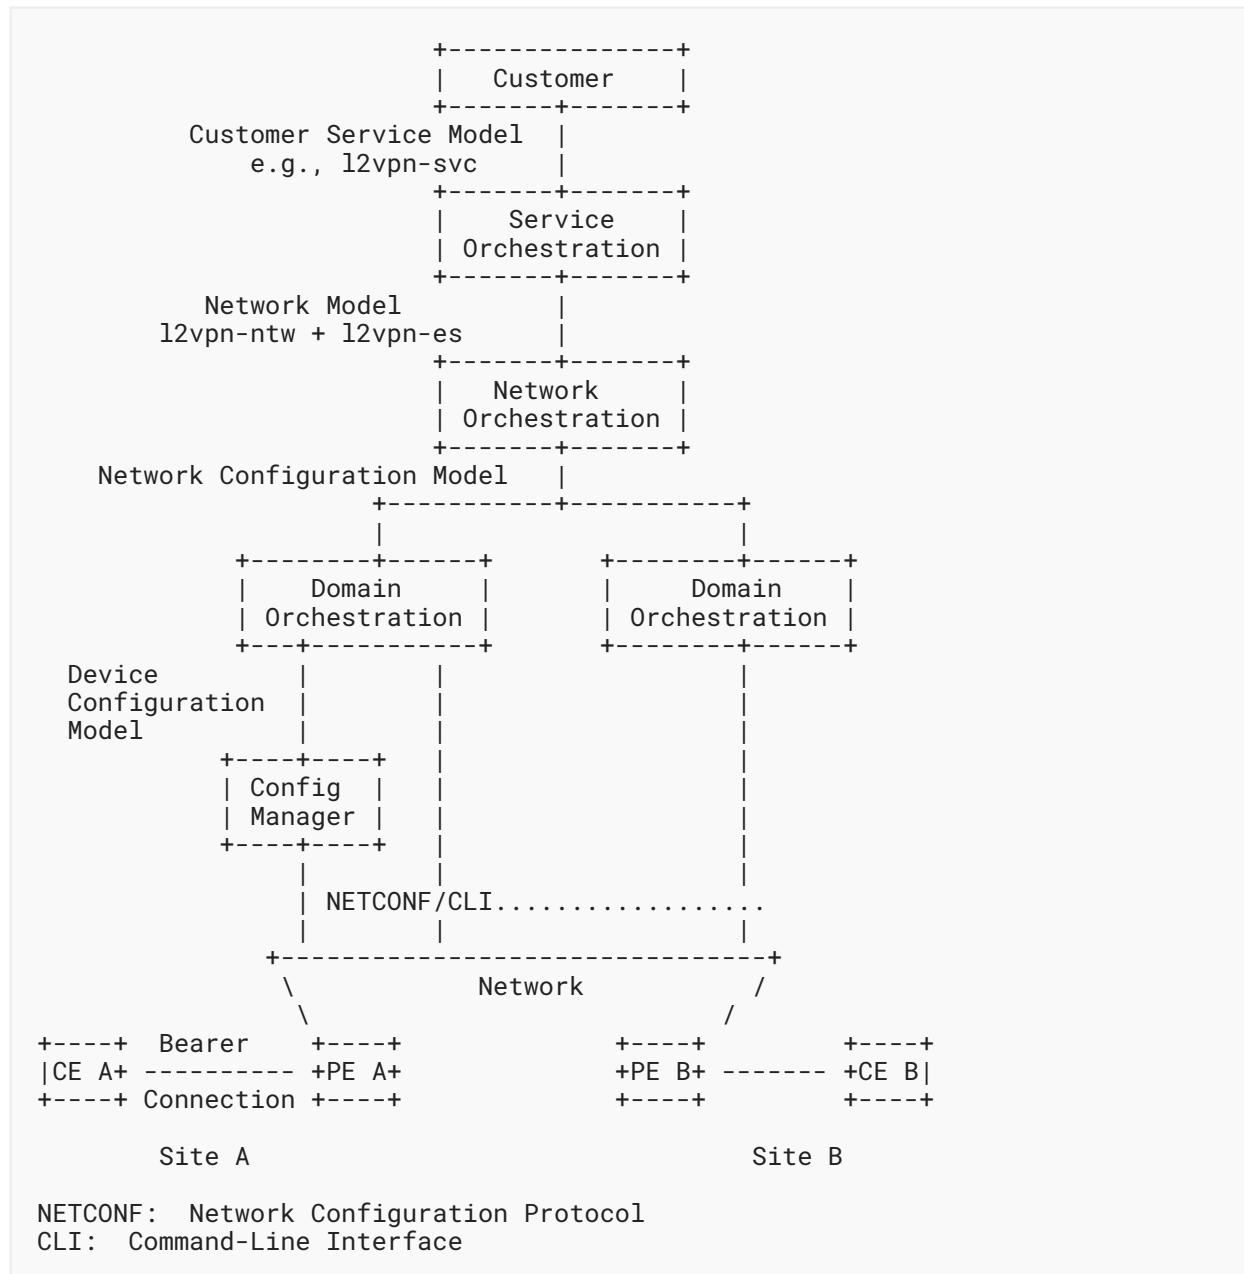 +---------------+
                          |   Customer    |
                          +-------+-------+
          Customer Service Model  |
              e.g., l2vpn-svc     |
                          +-------+-------+
                          |    Service    |
                          | Orchestration |
                          +-------+-------+
           Network Model          |
        l2vpn-ntw + l2vpn-es      |
                          +-------+-------+
                          |   Network     |
                          | Orchestration |
                          +-------+-------+
    Network Configuration Model   |
                      +-----------+-----------+
                      |                       |
             +--------+------+       +--------+------+
             |    Domain     |       |     Domain    |
             | Orchestration |       | Orchestration |
             +---+-----------+       +--------+------+
  Device         |        |                   |
  Configuration  |        |                   |
  Model          |        |                   |
            +----+----+   |                   |
            | Config  |   |                   |
            | Manager |   |                   |
            +----+----+   |                   |
                 |        |                   |
                 | NETCONF/CLI..................
                 |        |                   |
               +--------------------------------+
                \            Network           /
                 \                           /
+----+  Bearer    +----+              +----+         +----+
|CE A+ ---------- +PE A+              +PE B+ ------- +CE B|
+----+ Connection +----+              +----+         +----+
        Site A                                 Site B
NETCONF:  Network Configuration Protocol
CLI:  Command-Line Interface